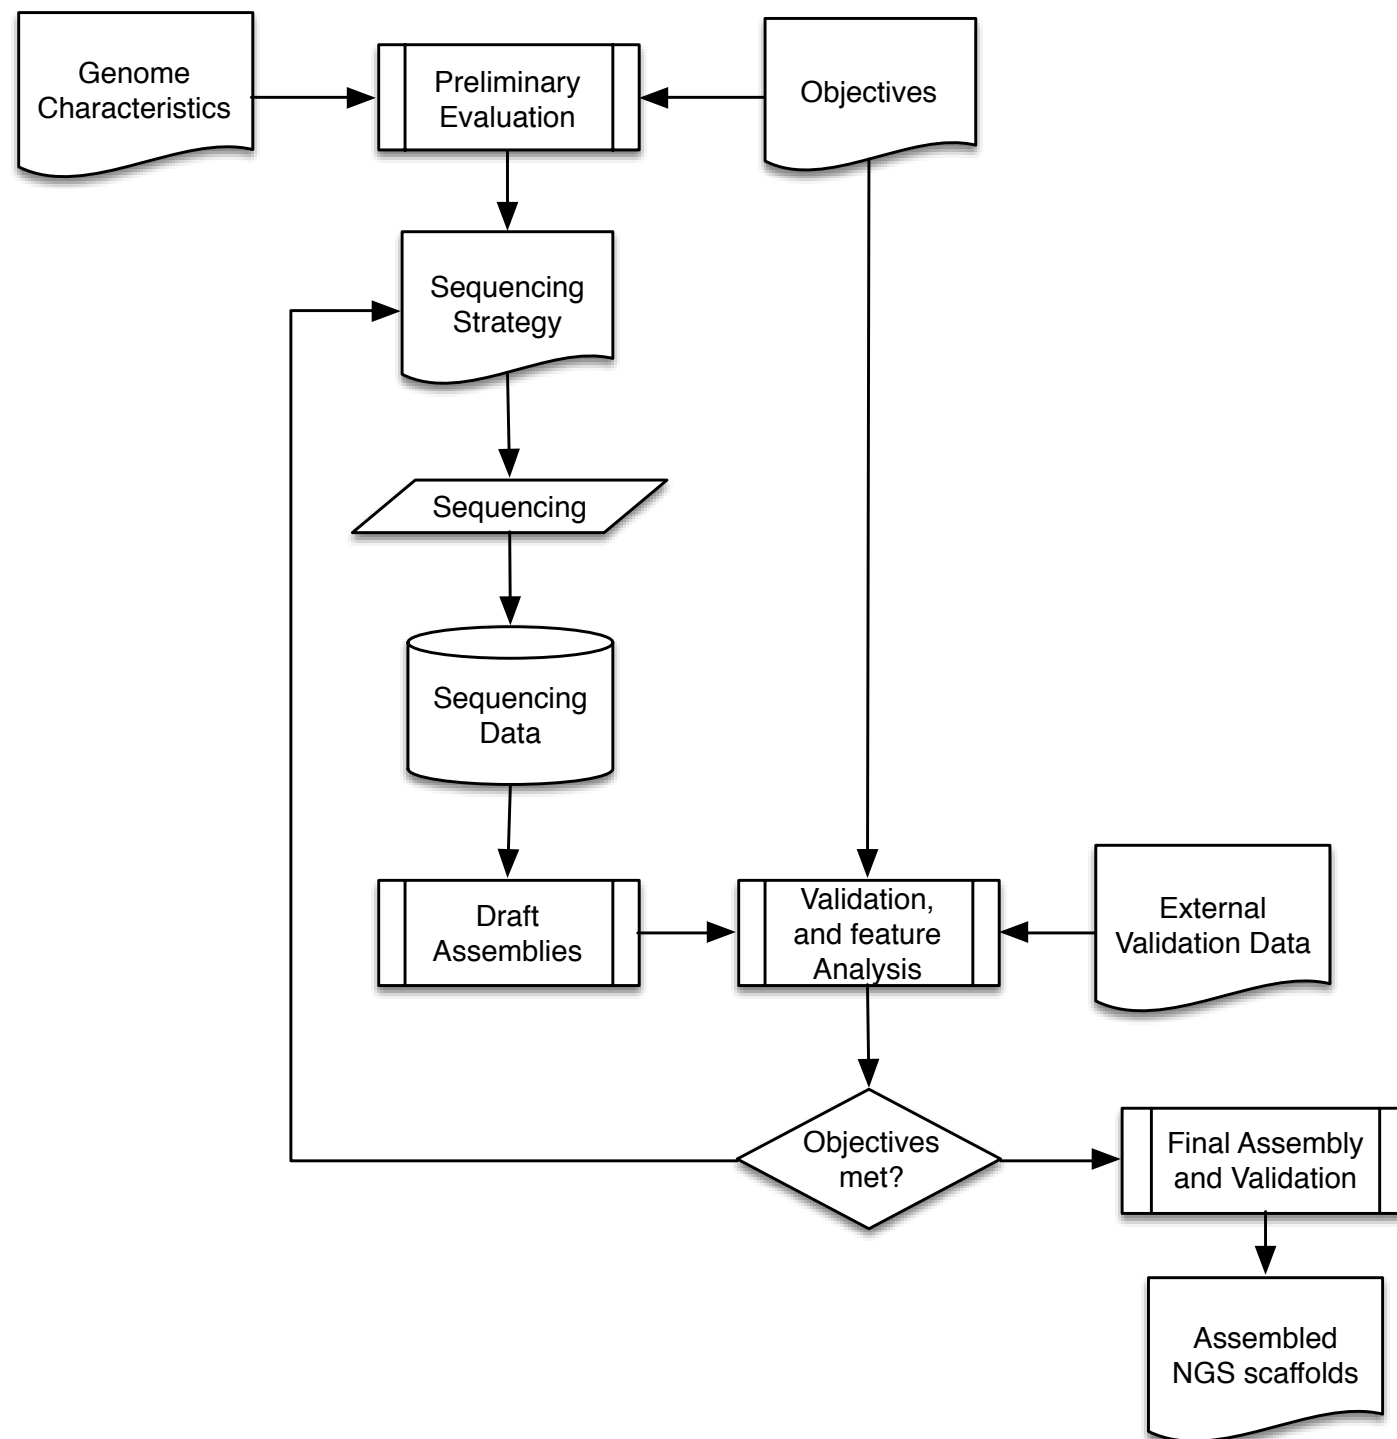 Genome
Characteristics
Preliminary
Evaluation
Objectives
Sequencing
Strategy
Sequencing
Sequencing
Data
Draft
Assemblies
Validation,
and feature
Analysis
External
Validation Data
Objectives
met?
Final Assembly
and Validation
Assembled
NGS scaffolds